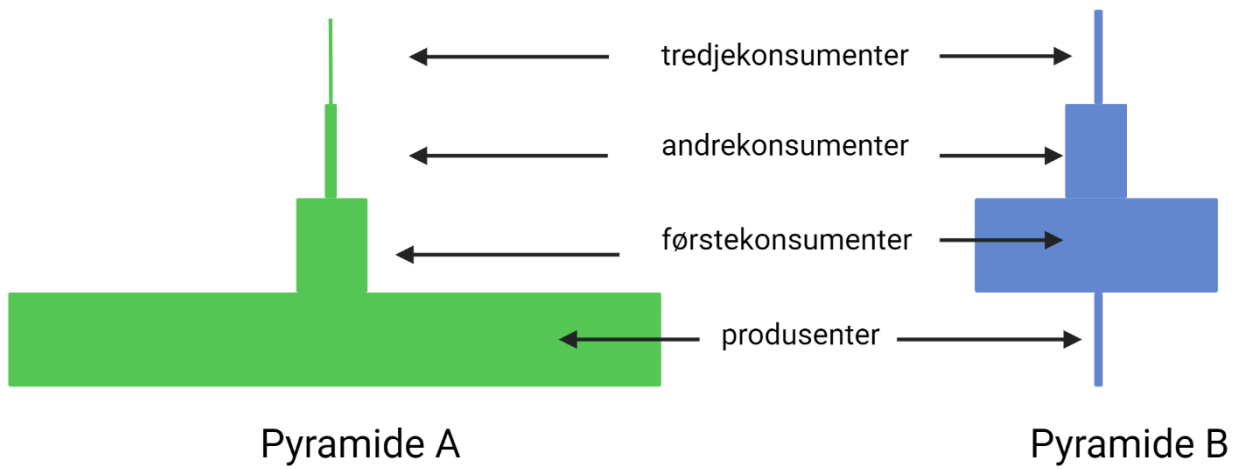 tredjekonsumenter
andrekonsumenter
førstekonsumenter
produsenter
Pyramide A
Pyramide B